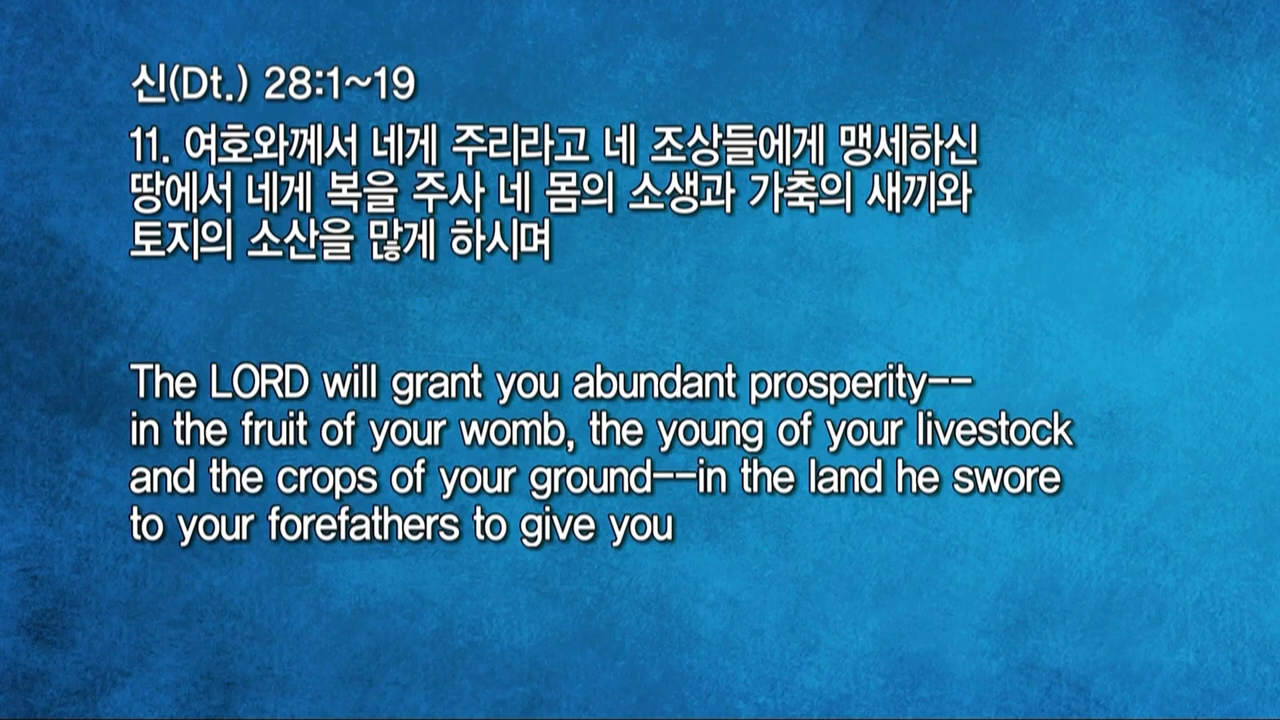 신(Dt.) 28:1~19
11. 여호와께서 네게 주리라고 네 조상들에게 맹세하신
땅에서 네게 복을 주사 네 몸의 소생과 가축의 새끼와
토지의 소산을 많게 하시며
The LORD will grant you abundant prosperity--
in the fruit of your womb, the young of your livestock
and the crops of your ground--in the land he swore
to your forefathers to give you